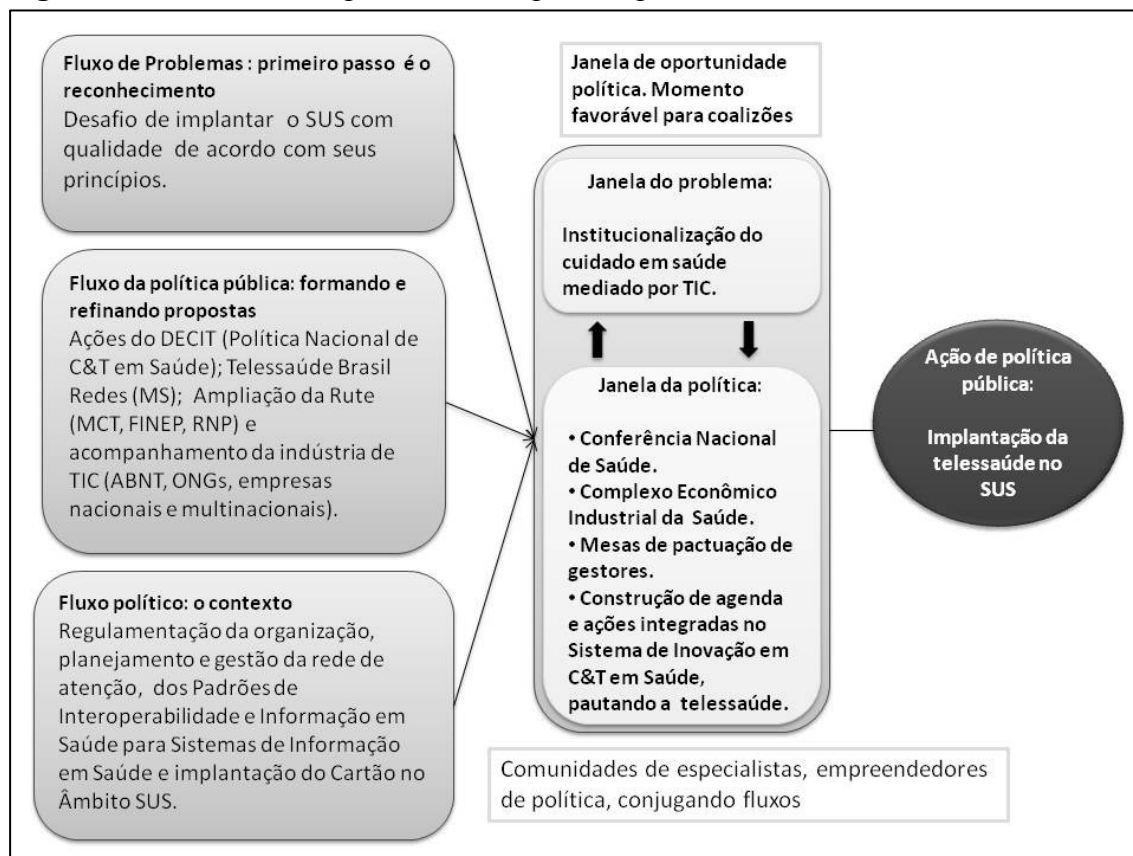 Fluxo de Problemas : primeiro passo é o
reconhecimento
Desafio de implantar o SUS com
qualidade de acordo com seus
princípios.
Fluxo da política pública: formando e
refinando propostas
Ações do DECIT (Política Nacional de
C&T em Saúde); Telessaúde Brasil
Redes (MS); Ampliação da Rute
(MCT, FINEP, RNP) e
acompanhamento da indústria de
TIC (ABNT, ONGs, empresas
nacionais e multinacionais).
Fluxo político: o contexto
Regulamentação da organização,
planejamento e gestão da rede de
atenção, dos Padrões de
Interoperabilidade e Informação em
Saúde para Sistemas de Informação
em Saúde e implantação do Cartão no
Âmbito SUS.
Janela de oportunidade
política. Momento
favorável para coalizões
Janela do problema:
Institucionalização do
cuidado em saúde
mediado por TIC.
Janela da política:
• Conferência Nacional
de Saúde.
• Complexo Econômico
Industrial da Saúde.
• Mesas de pactuação de
gestores.
• Construção de agenda
e ações integradas no
Sistema de Inovação em
C&T em Saúde,
pautando a telessaúde.
Comunidades de especialistas, empreendedores
de política, conjugando fluxos
Ação de política
pública:
Implantação da
telessaúde no
SUS